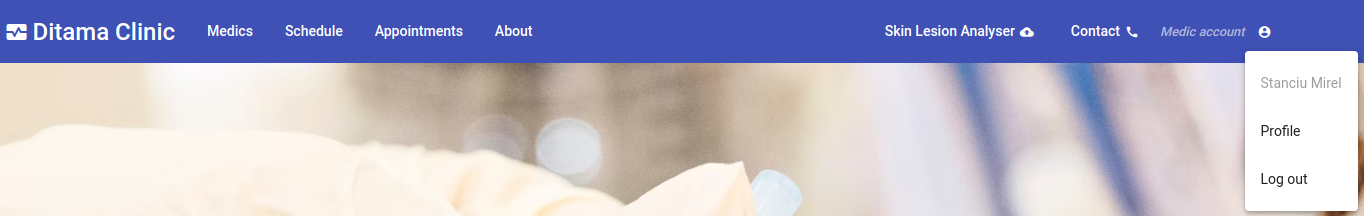 Ditama Clinic Medics Schedule Appointments About Skin Lesion Analyser Contact Medic account
Stanciu Mirel
Profile
Log out